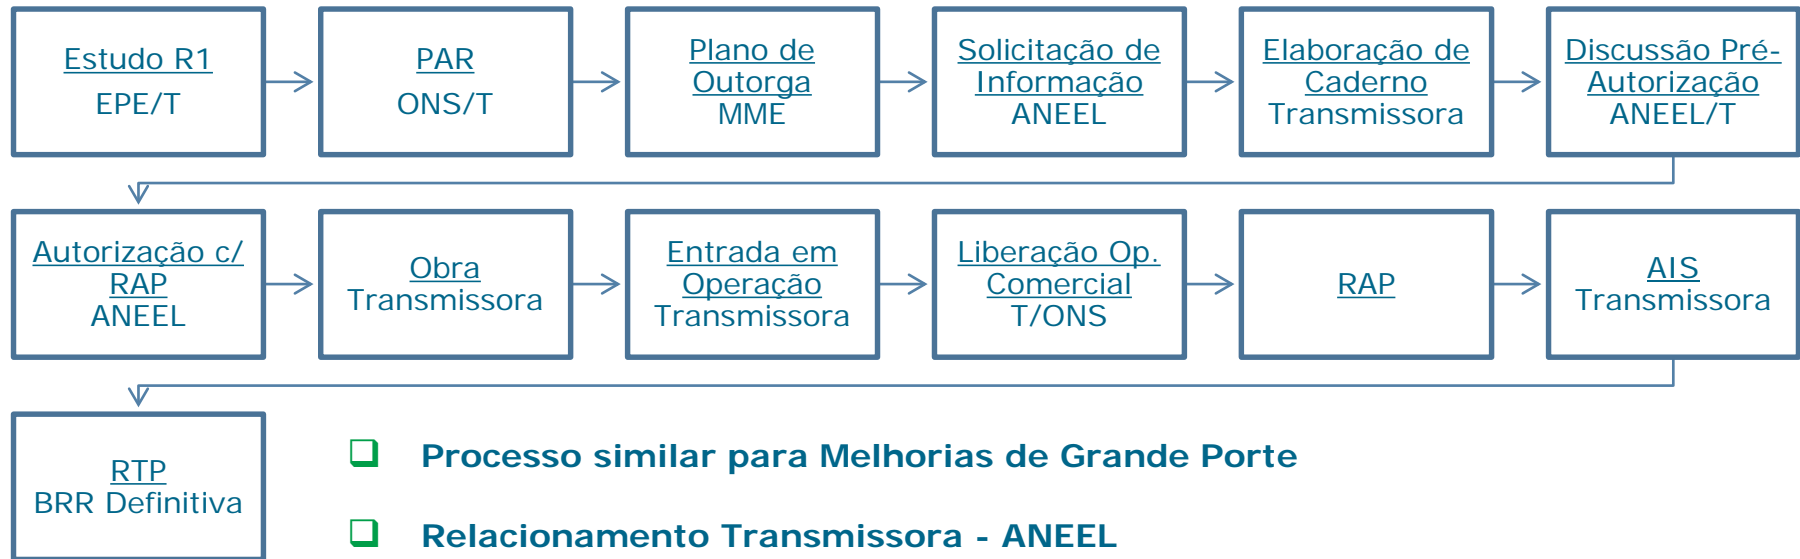 Estudo R1
EPE/T
PAR
ONS/T
Plano de
Outorga
MME
Solicitação de
Informação
ANEEL
Elaboração de
Caderno
Transmissora
Discussão Pré-
Autorização
ANEEL/T
Autorização c/
RAP
ANEEL
Obra
Transmissora
Entrada em
Operação
Transmissora
Liberação Op.
Comercial
T/ONS
RAP
AIS
Transmissora
RTP
BRR Definitiva
Processo similar para Melhorias de Grande Porte
Relacionamento Transmissora - ANEEL